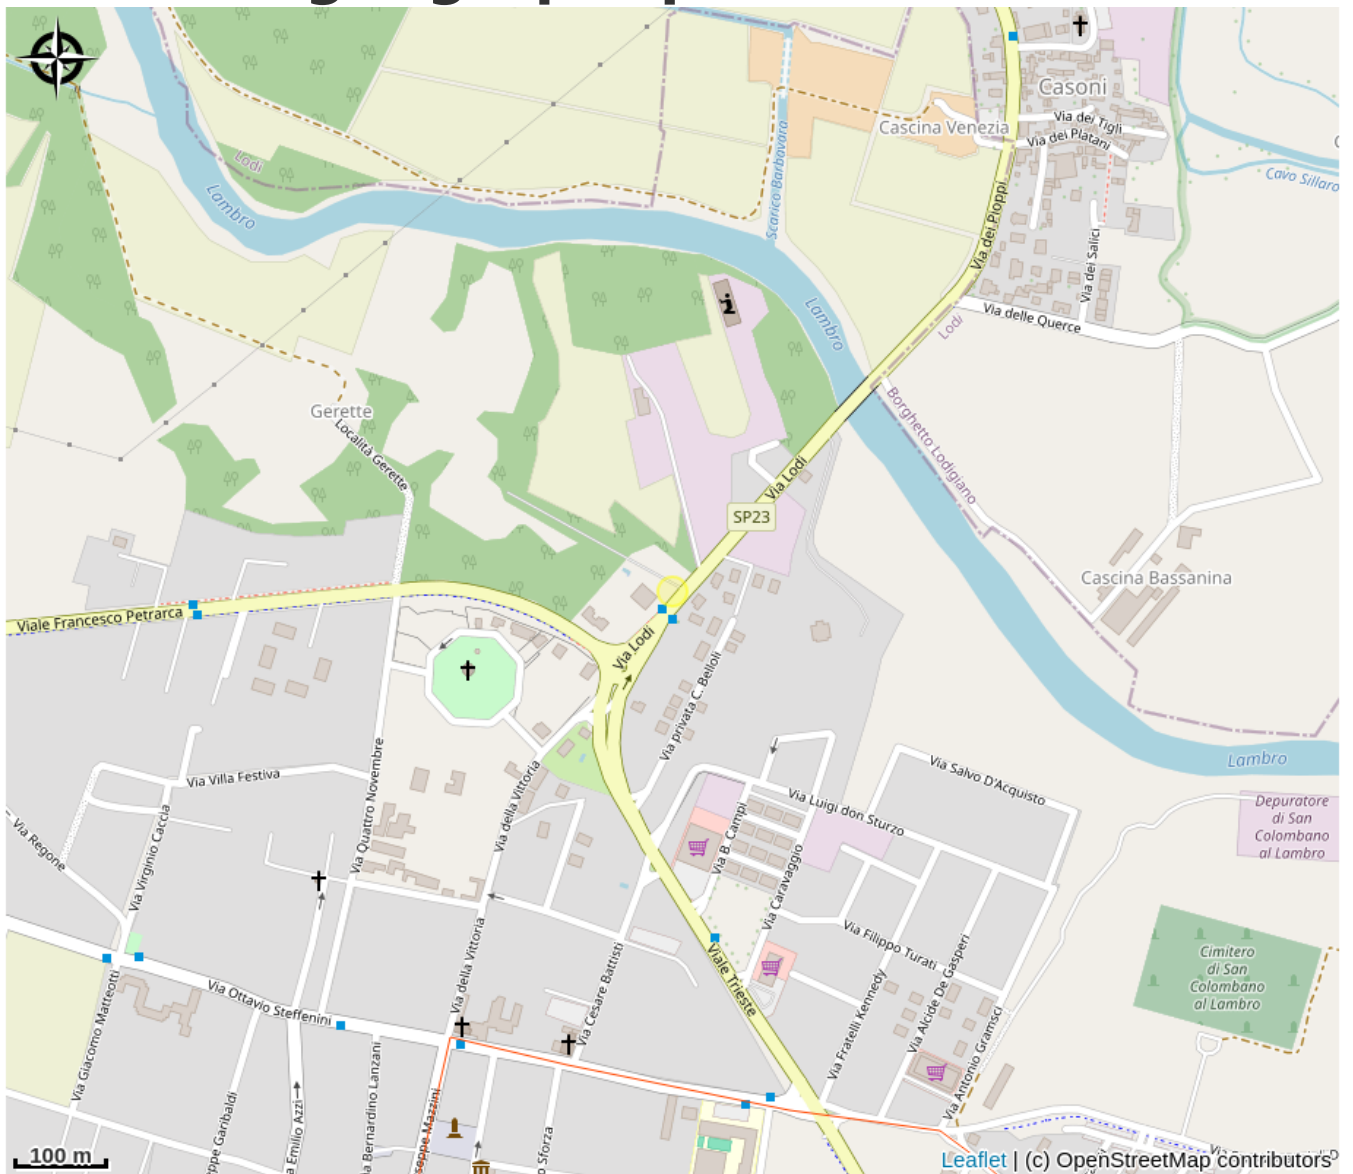 Casoni
Via dei Tigli
Via dei Platani
Cascina Venezia
Lodi
Lambro
Scarico Barbavara
Cavo Sillaro
Via dei Pioppi
Via dei Salici
Via delle Querce
Lodi
Lambro
Borghetto Lodigiano
Gerette
Località Gerette
Via Lodi
SP23
Cascina Bassanina
Viale Francesco Petrarca
Via Lodi
Via privata C. Belloli
Lambro
Via Villa Festiva
Via Quattro Novembre
Via della Vittoria
Via Salvo D'Acquisto
Via Luigi don Sturzo
Depuratore
di San
Colombano
al Lambro
Via Regone
Via Virginio Caccia
Via B. Campi
Via Caravaggio
Via Filippo Turati
Via della Vittoria
Via Cesare Battisti
Viale Trieste
Via Alcide De Gasperi
Via Fratelli Kennedy
Cimitero
di San
Colombano
al Lambro
Via Giacomo Matteotti
Via Ottavio Steffenini
Via Antonio Gramsci
Via Bernardino Lanzani
100 m
Leaflet | (c) OpenStreetMap contributors